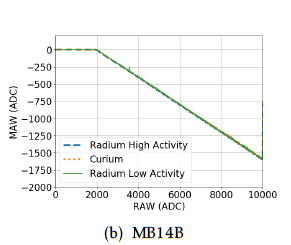 0
−250
−500
−750
−1000
−1250
−1500
−1750
−2000
MAW (ADC)
Radium High Activity
Curium
Radium Low Activity
0 2000 4000 6000 8000 10000
RAW (ADC)
(b) MB14B